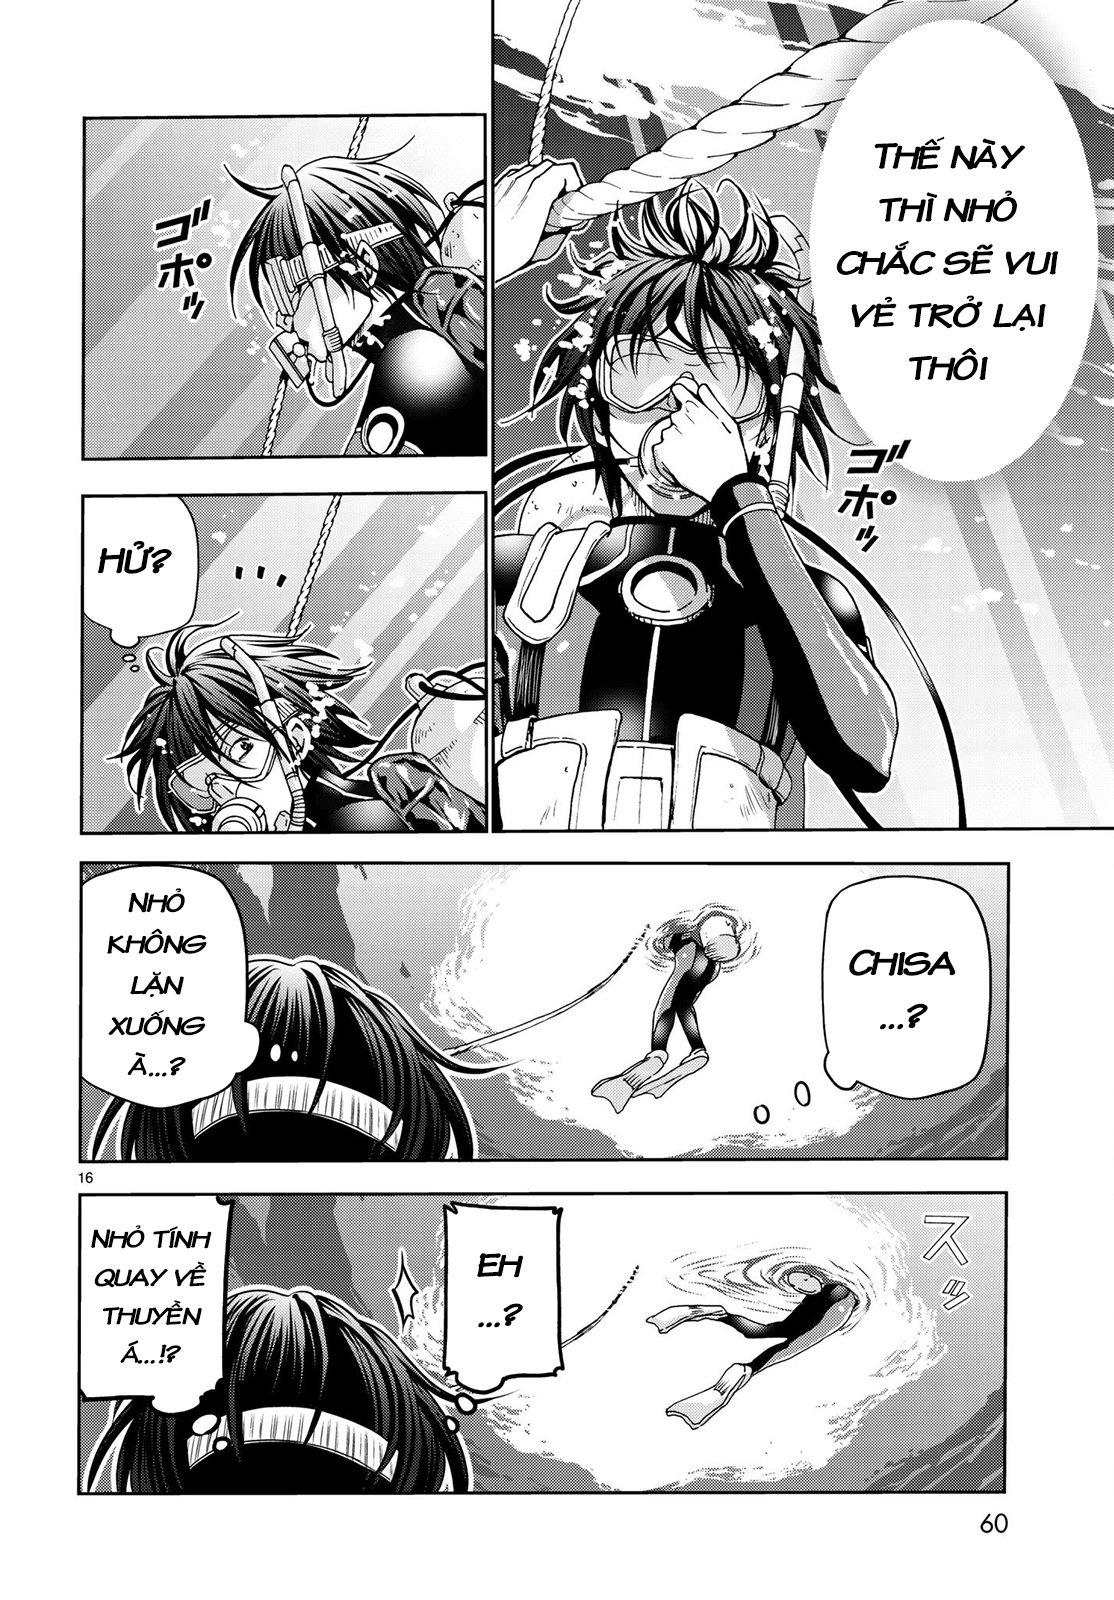 THẾ NÀY
THÌ NHỎ
CHẮC SẼ VUI
VẺ TRỞ LẠI
THÔI
ゴポッ
ゴポッ
HỬ?
CHISA
...?
NHỎ
KHÔNG
LẶN
XUỐNG
À...?
16
スッ
EH
...?
NHỎ TÍNH
QUAY VỀ
THUYỀN
Á...!?
60